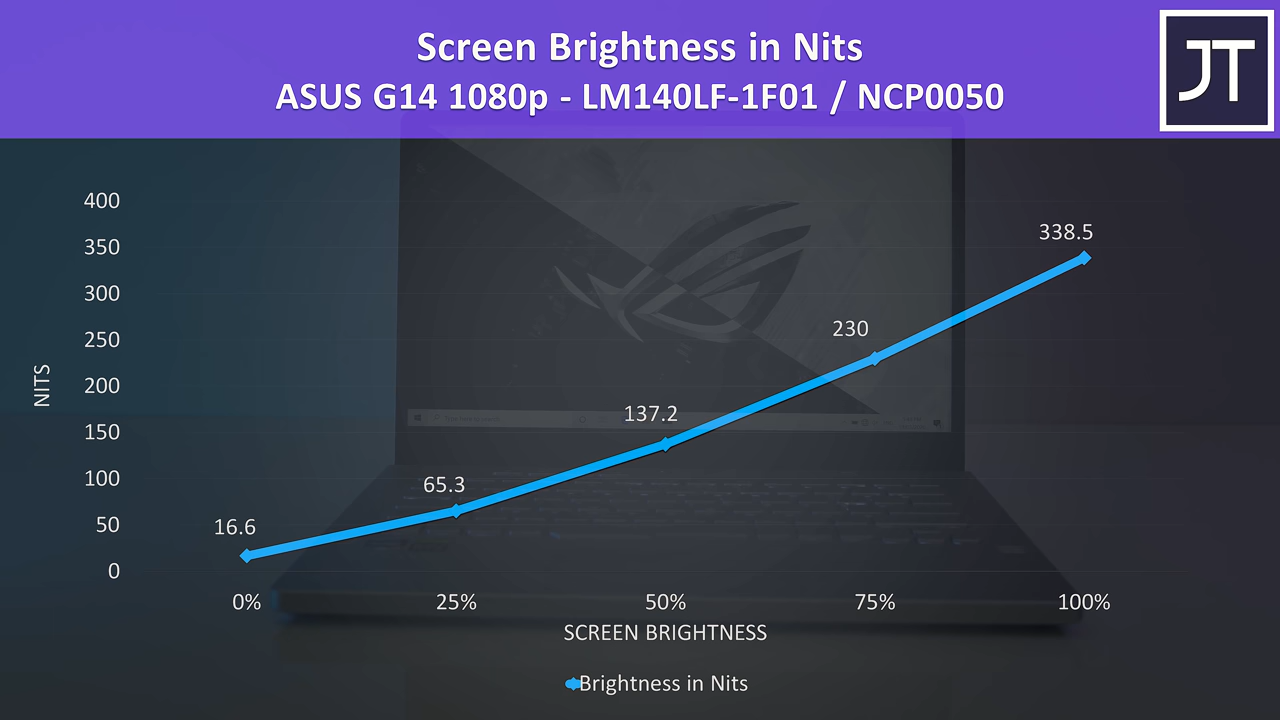 Screen Brightness in Nits
ASUS G14 1080p - LM140LF-1F01 / NCP0050
JT
400
350
300
250
200
150
100
50
0
NITS
16.6
65.3
137.2
230
338.5
0% 25% 50% 75% 100%
SCREEN BRIGHTNESS
Brightness in Nits